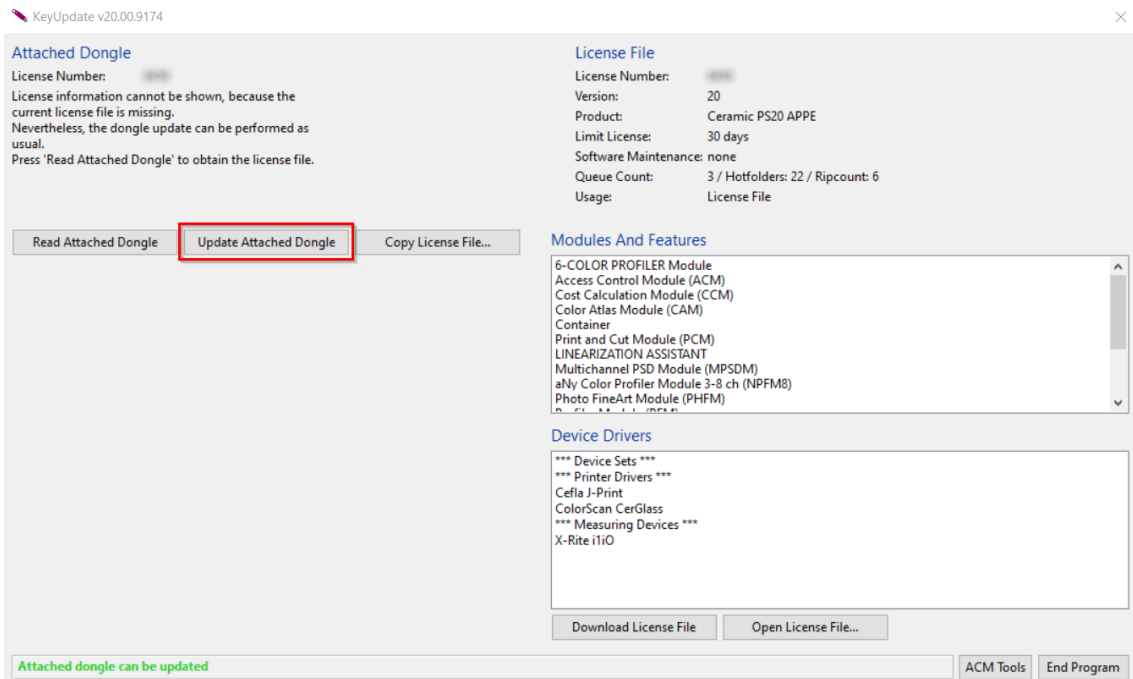 KeyUpdate v20.00.9174
Attached Dongle
License Number:
License information cannot be shown, because the
current license file is missing.
Nevertheless, the dongle update can be performed as
usual.
Press 'Read Attached Dongle' to obtain the license file.
Read Attached Dongle
Update Attached Dongle
Copy License File...
License File
License Number:
Version: 20
Product: Ceramic PS20 APPE
Limit License: 30 days
Software Maintenance: none
Queue Count: 3 / Hotfolders: 22 / Ripcount: 6
Usage: License File
Modules And Features
6-COLOR PROFILER Module
Access Control Module (ACM)
Cost Calculation Module (CCM)
Color Atlas Module (CAM)
Container
Print and Cut Module (PCM)
LINEARIZATION ASSISTANT
Multichannel PSD Module (MPSDM)
aNy Color Profiler Module 3-8 ch (NPFM8)
Photo FineArt Module (PHFM)
Device Drivers
*** Device Sets ***
*** Printer Drivers ***
Cefla J-Print
ColorScan CerGlass
*** Measuring Devices ***
X-Rite i1iO
Download License File
Open License File...
Attached dongle can be updated
ACM Tools
End Program